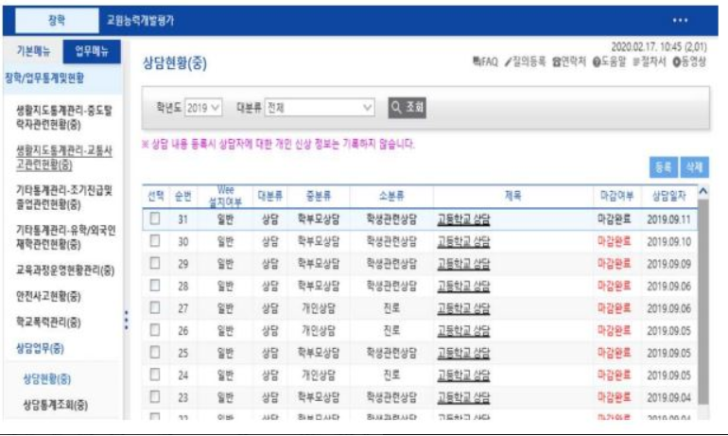 장학 교원능력개발평가
기본메뉴 업무메뉴
장학/업무통계및현황
생활지도통계관리-중도탈
락자관련현황(중)
생활지도통계관리-교통사
고관련현황(중)
기타통계관리-조기진급및
졸업관련현황(중)
기타통계관리-유학/외국인
재학관련현황(중)
교육과정운영현황관리(중)
안전사고현황(중)
학교폭력관리(중)
상담업무(중)
상담현황(중)
상담통계조회(중)
2020.02.17. 10:45 (2,01)
상담현황(중)
FAQ 질의등록 연락처 도움말 절차서 동영상
학년도 2019 대분류 전체 조회
※ 상담 내용 등록시 상담자에 대한 개인 신상 정보는 기록하지 않습니다.
등록 삭제
선택 순번 Wee 설치여부 대분류 중분류 소분류 제목 마감여부 상담일자
31 일반 상담 학부모상담 학생관련상담 고등학교 상담 마감완료 2019.09.11
30 일반 상담 학부모상담 학생관련상담 고등학교 상담 마감완료 2019.09.10
29 일반 상담 학부모상담 학생관련상담 고등학교 상담 마감완료 2019.09.09
28 일반 상담 학부모상담 학생관련상담 고등학교 상담 마감완료 2019.09.06
27 일반 상담 개인상담 진로 고등학교 상담 마감완료 2019.09.06
26 일반 상담 개인상담 진로 고등학교 상담 마감완료 2019.09.05
25 일반 상담 학부모상담 학생관련상담 고등학교 상담 마감완료 2019.09.05
24 일반 상담 개인상담 진로 고등학교 상담 마감완료 2019.09.05
23 일반 상담 학부모상담 학생관련상담 고등학교 상담 마감완료 2019.09.04